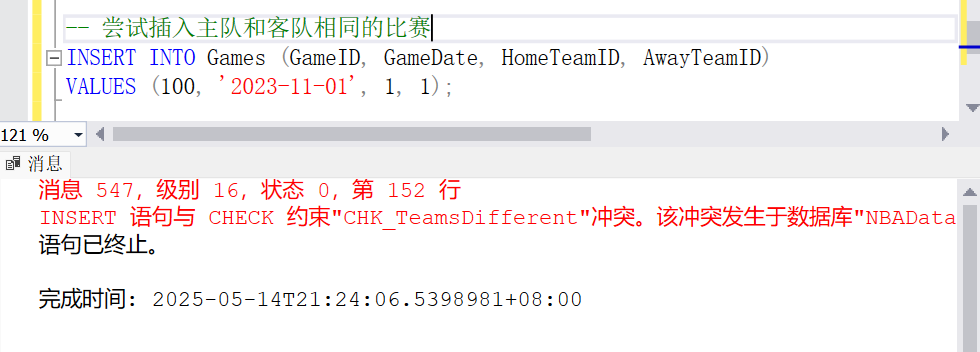 -- 尝试插入主队和客队相同的比赛
INSERT INTO Games (GameID, GameDate, HomeTeamID, AwayTeamID)
VALUES (100, '2023-11-01', 1, 1);
121 %
消息
消息 547，级别 16，状态 0，第 152 行
INSERT 语句与 CHECK 约束"CHK_TeamsDifferent"冲突。该冲突发生于数据库"NBAData
语句已终止。
完成时间: 2025-05-14T21:24:06.5398981+08:00